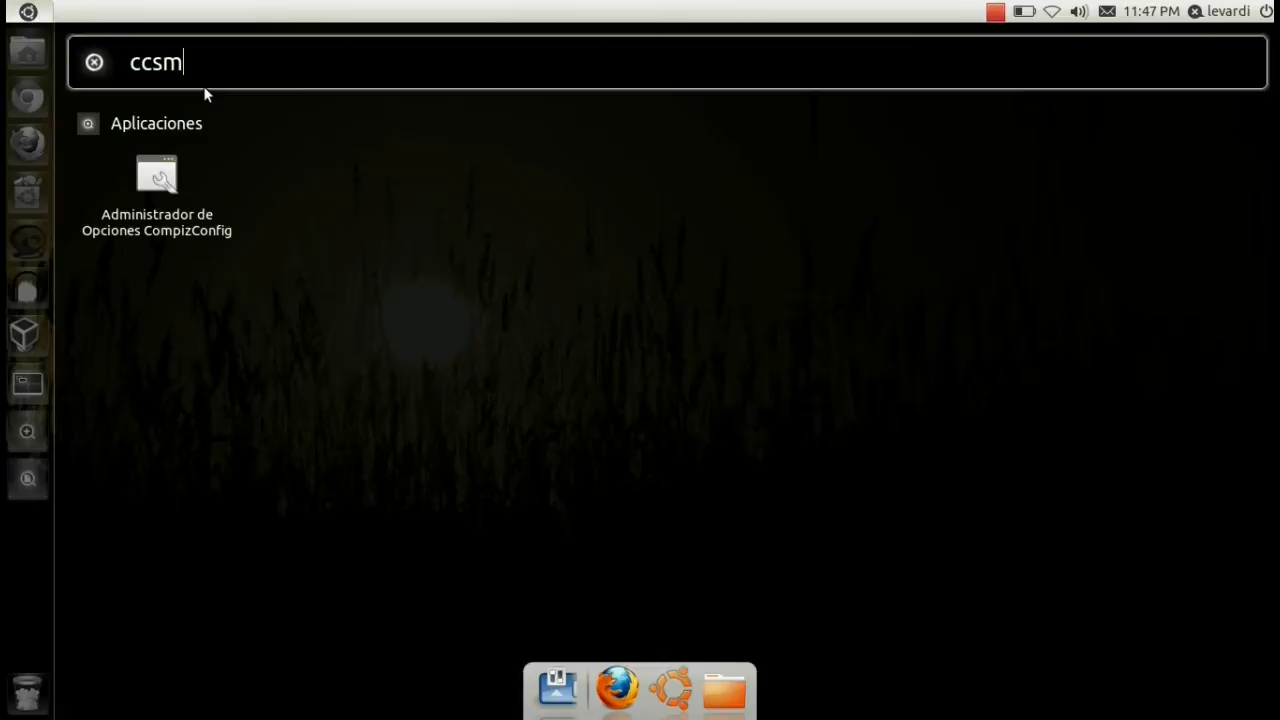 11:47 PM levardi
ccsm
Aplicaciones
Administrador de
Opciones CompizConfig